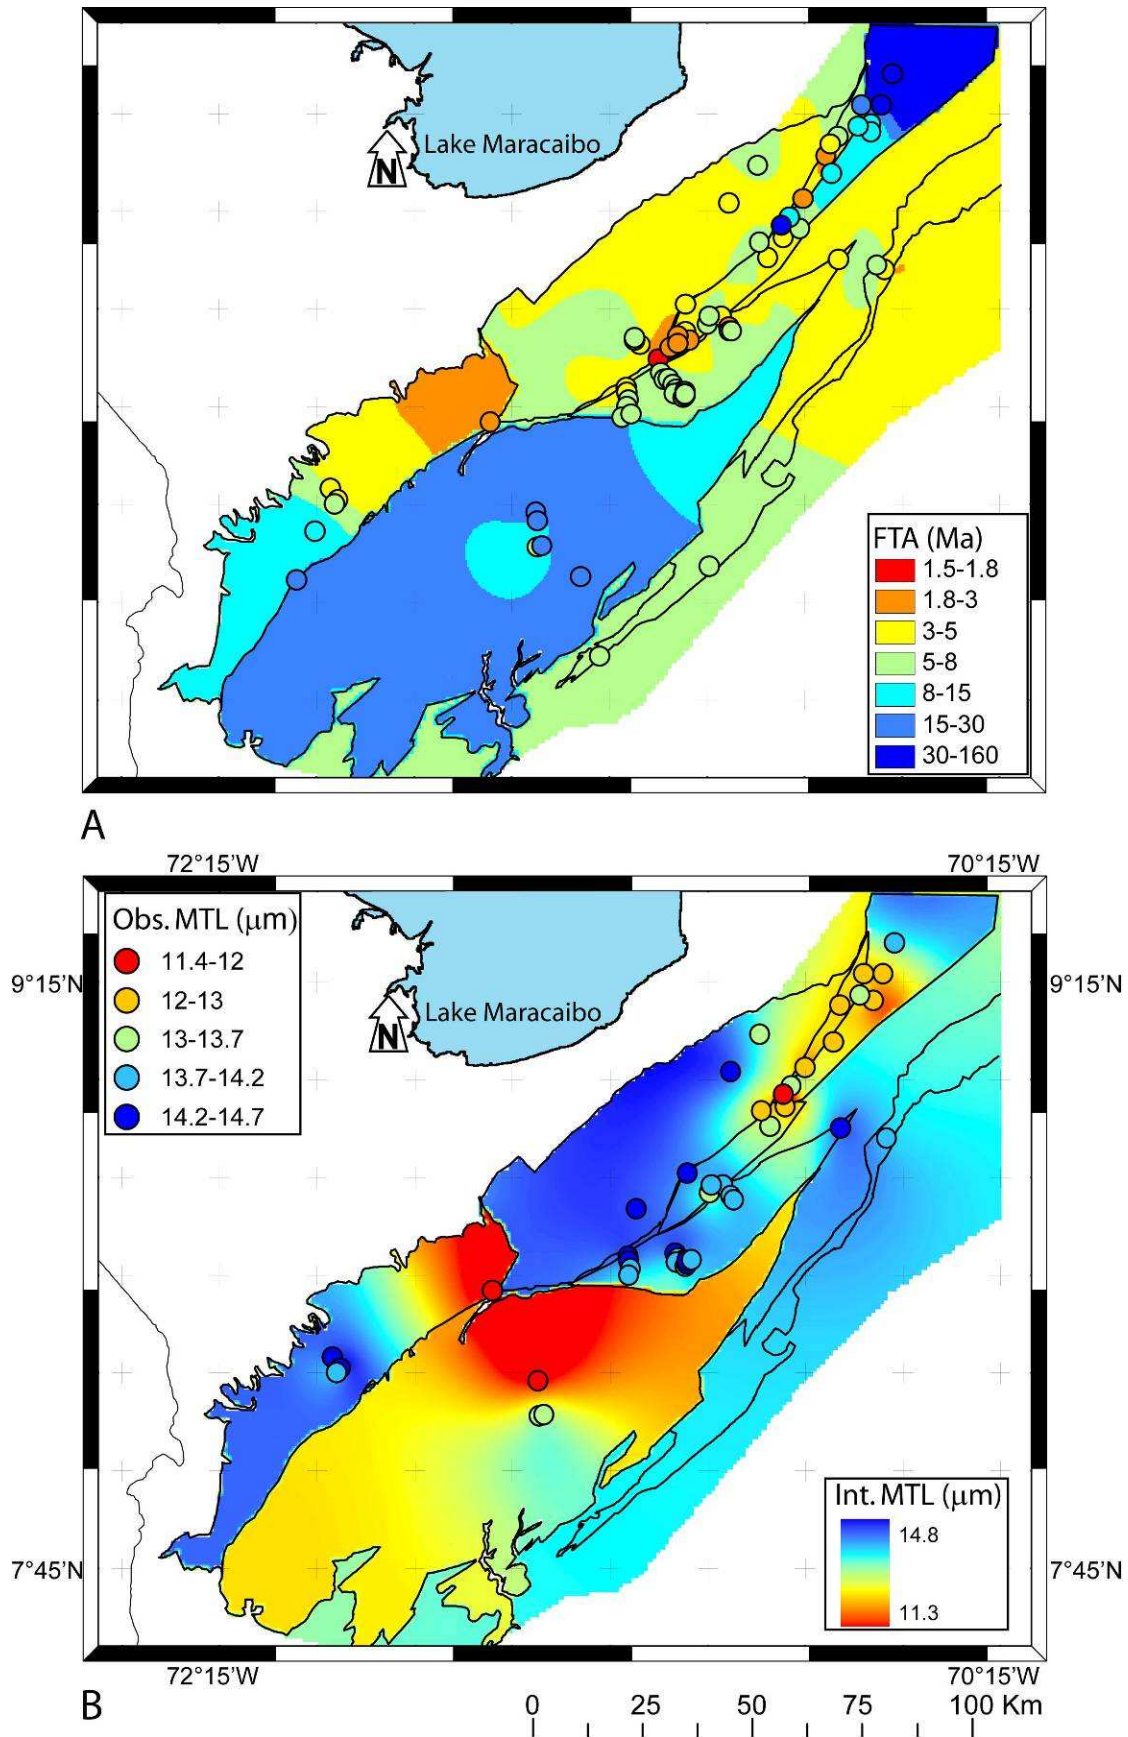 Lake Maracaibo
N
FTA (Ma)
1.5-1.8
1.8-3
3-5
5-8
8-15
15-30
30-160
A
72°15'W
70°15'W
Obs. MTL (μm)
11.4-12
12-13
13-13.7
13.7-14.2
14.2-14.7
9°15'N
9°15'N
Lake Maracaibo
N
Int. MTL (μm)
14.8
11.3
7°45'N
7°45'N
72°15'W
70°15'W
B
0 25 50 75 100 Km